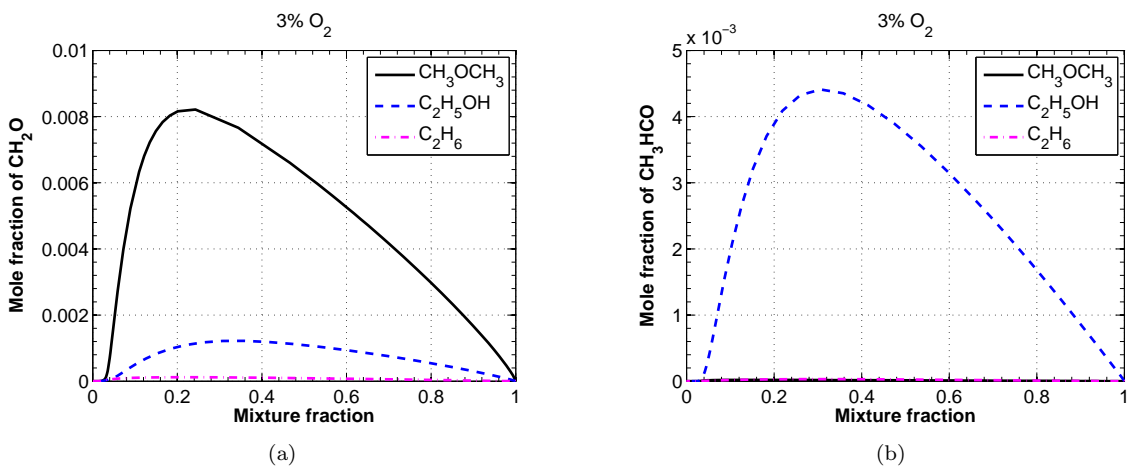 3% O2
0.01
0.008
0.006
0.004
0.002
0
Mole fraction of CH2O
CH3OCH3
C2H5OH
C2H6
0 0.2 0.4 0.6 0.8 1
Mixture fraction
(a)
3% O2
× 10−3
5
4
3
2
1
0
Mole fraction of CH3HCO
CH3OCH3
C2H5OH
C2H6
0 0.2 0.4 0.6 0.8 1
Mixture fraction
(b)